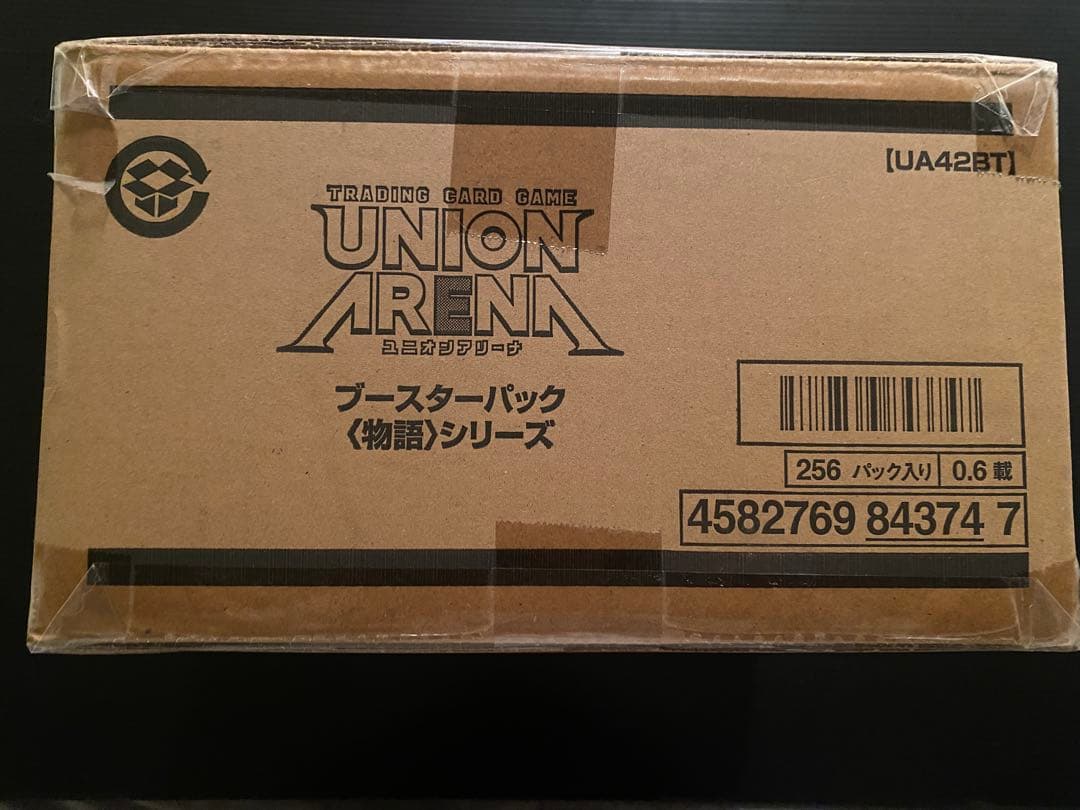 【UA42BT】
TRADING CARD GAME
UNION
ARENA
ユニオンアリーナ
ブースターパック
〈物語〉シリーズ
256 パック入り 0.6 載
4582769 84374 7